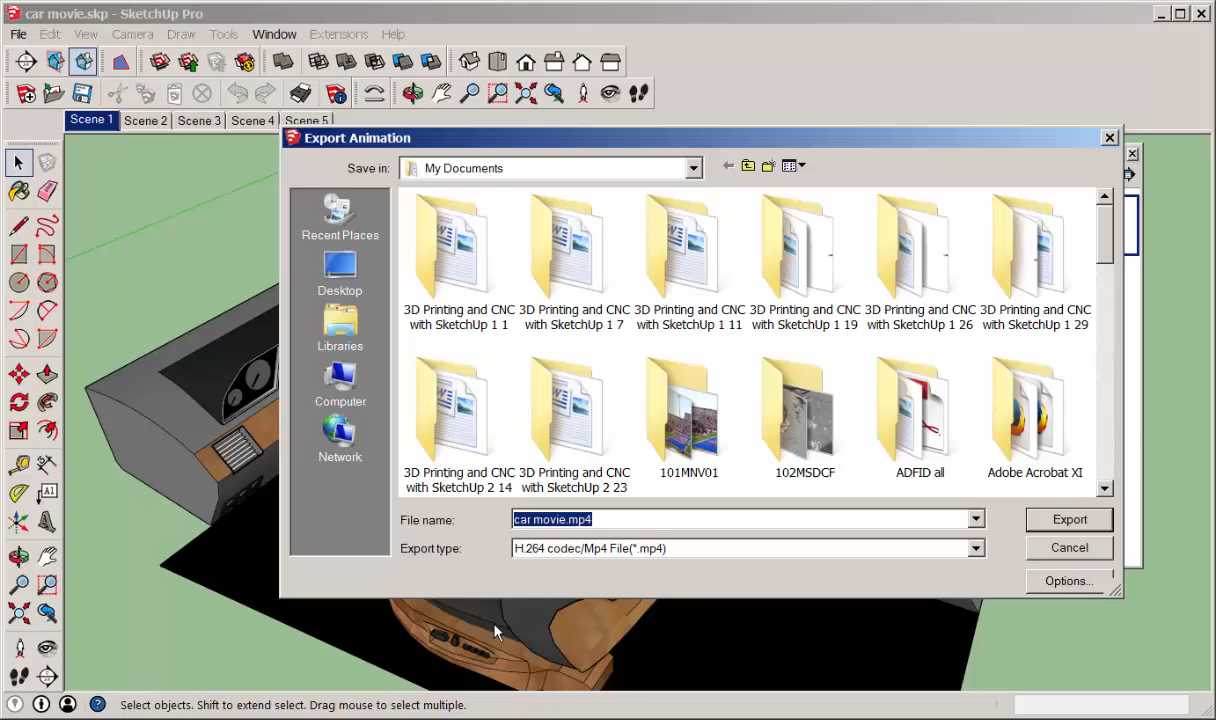 car movie.skp - SketchUp Pro
File Edit View Camera Draw Tools Window Extensions Help
Scene 1 Scene 2 Scene 3 Scene 4 Scene 5
Export Animation
Save in: My Documents
Recent Places
Desktop
Libraries
Computer
Network
3D Printing and CNC with SketchUp 1 1
3D Printing and CNC with SketchUp 1 7
3D Printing and CNC with SketchUp 1 11
3D Printing and CNC with SketchUp 1 19
3D Printing and CNC with SketchUp 1 26
3D Printing and CNC with SketchUp 1 29
3D Printing and CNC with SketchUp 2 14
3D Printing and CNC with SketchUp 2 23
101MNV01
102MSDCF
ADFID all
Adobe Acrobat XI
File name: car movie.mp4
Export
Export type: H.264 codec/Mp4 File(*.mp4)
Cancel
Options...
Select objects. Shift to extend select. Drag mouse to select multiple.